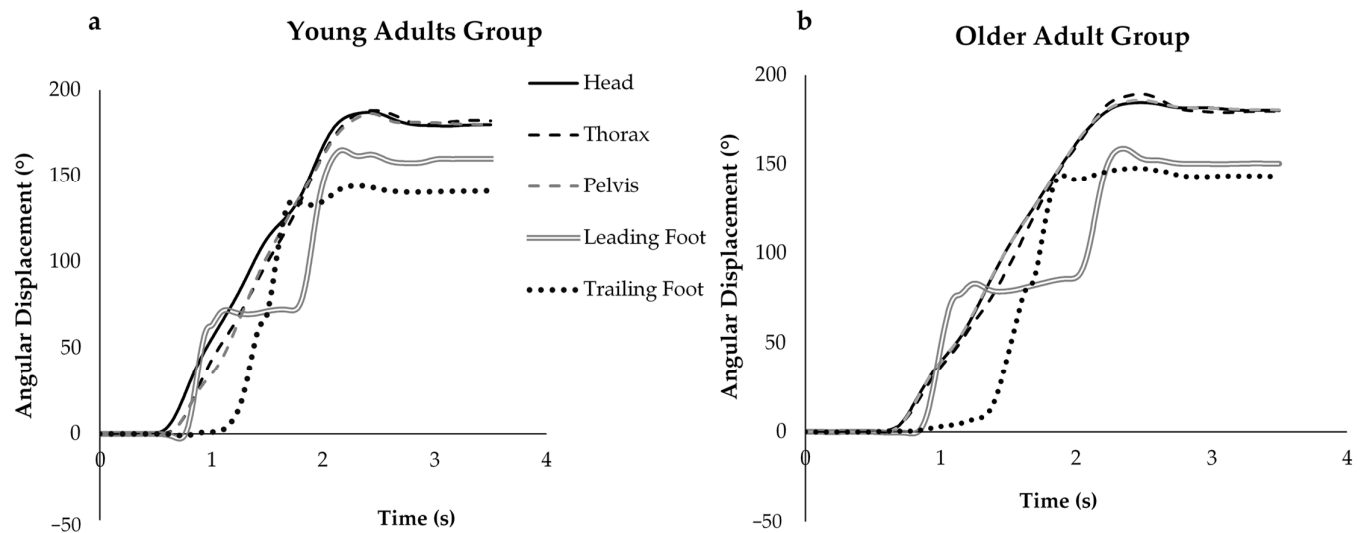 a
Young Adults Group
200
150
100
50
0
−50
Angular Displacement (°)
0 1 2 3 4
Time (s)
Head
Thorax
Pelvis
Leading Foot
Trailing Foot
b
Older Adult Group
200
150
100
50
0
−50
Angular Displacement (°)
0 1 2 3 4
Time (s)